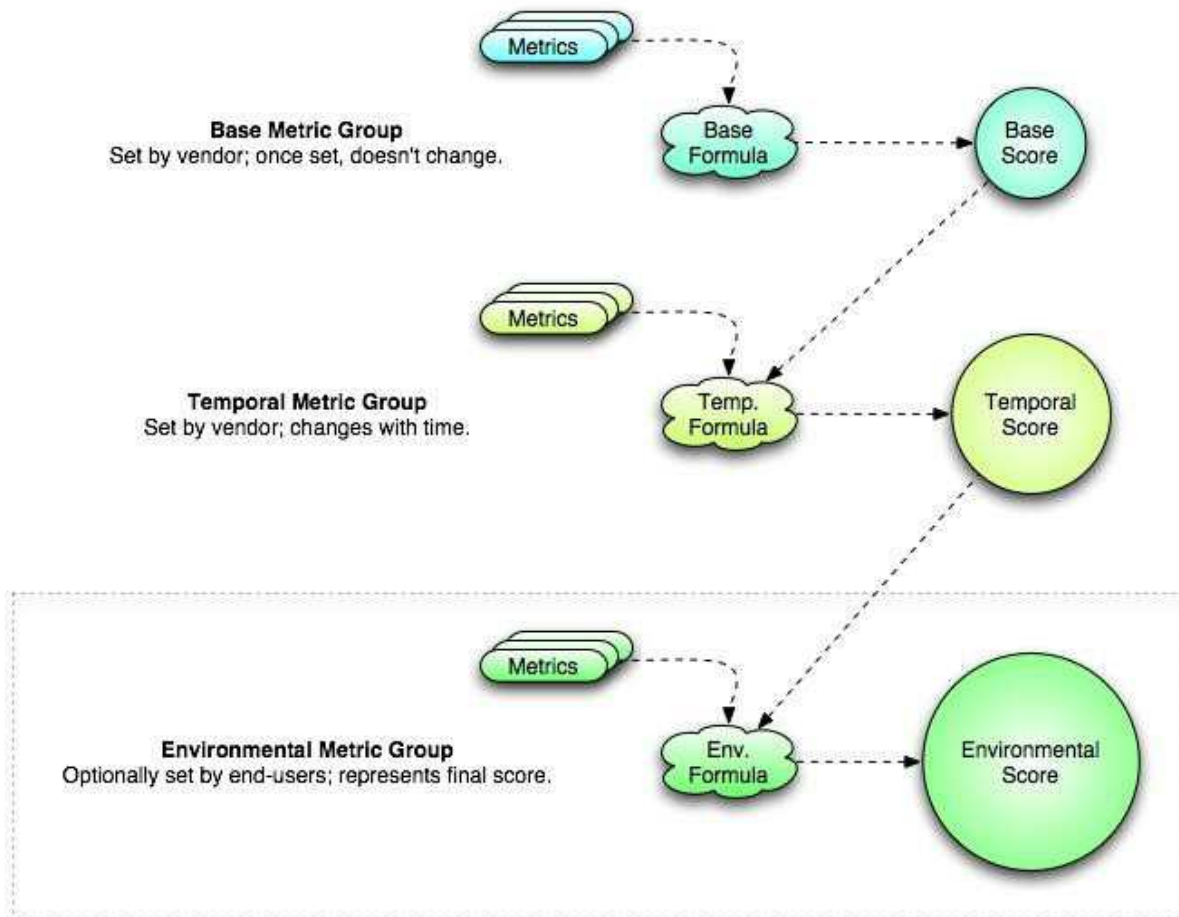 Metrics
Base Metric Group
Set by vendor; once set, doesn't change.
Base
Formula
Base
Score
Metrics
Temporal Metric Group
Set by vendor; changes with time.
Temp.
Formula
Temporal
Score
Metrics
Environmental Metric Group
Optionally set by end-users; represents final score.
Env.
Formula
Environmental
Score